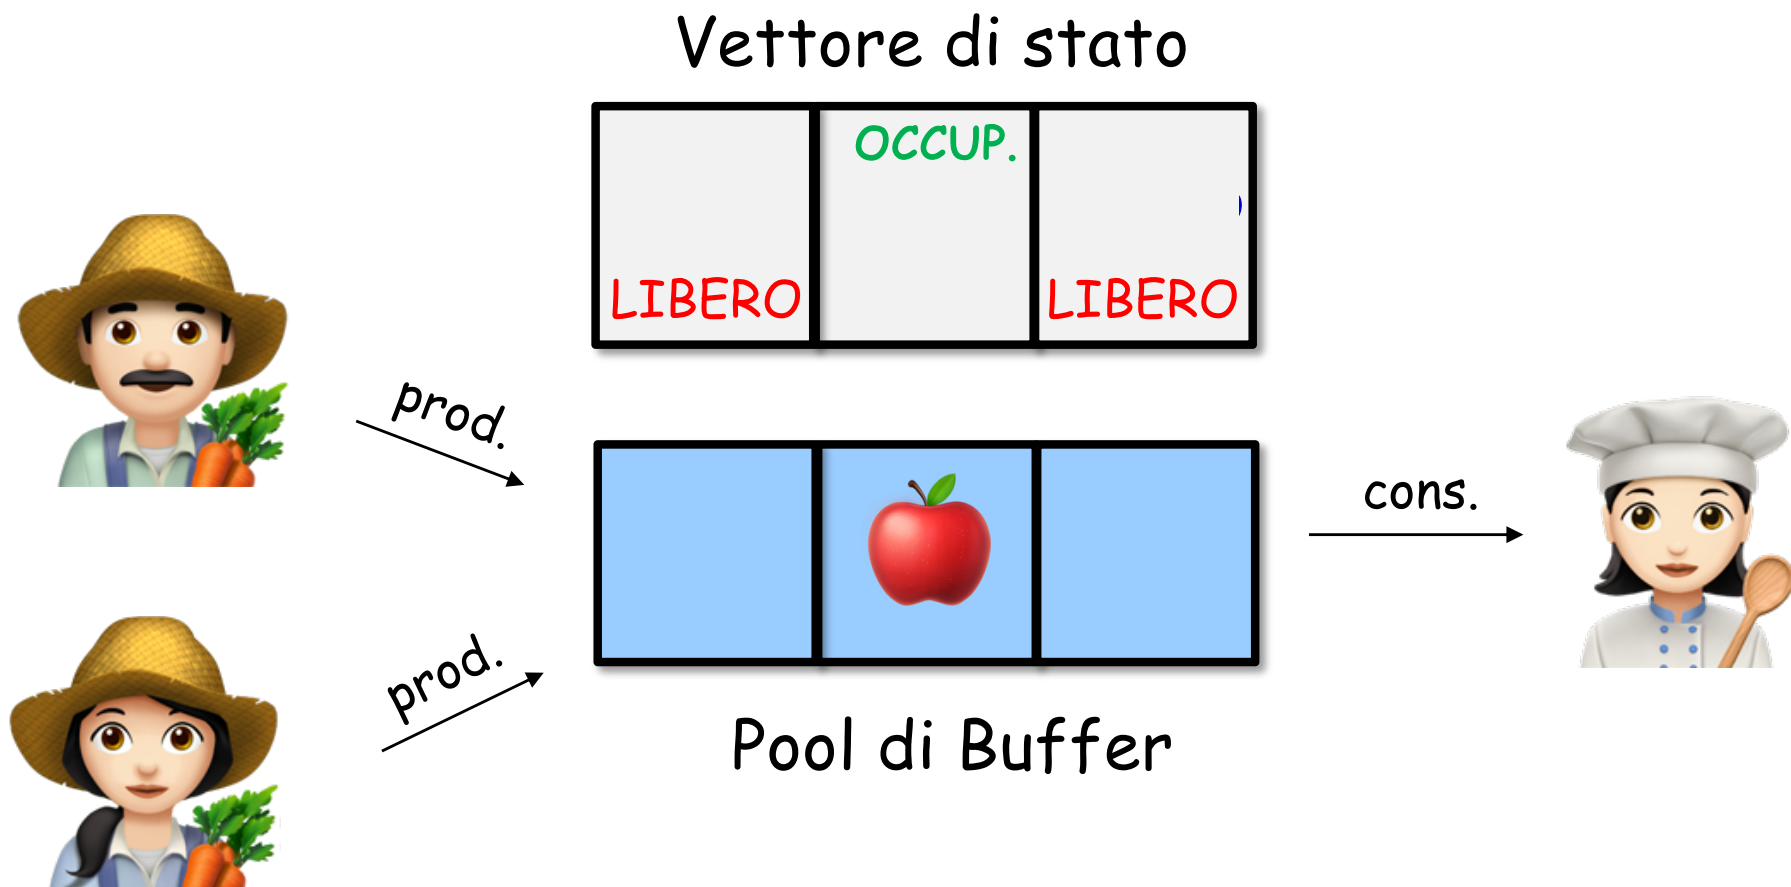 Vettore di stato
OCCUP.
LIBERO
LIBERO
prod.
cons.
prod.
Pool di Buffer